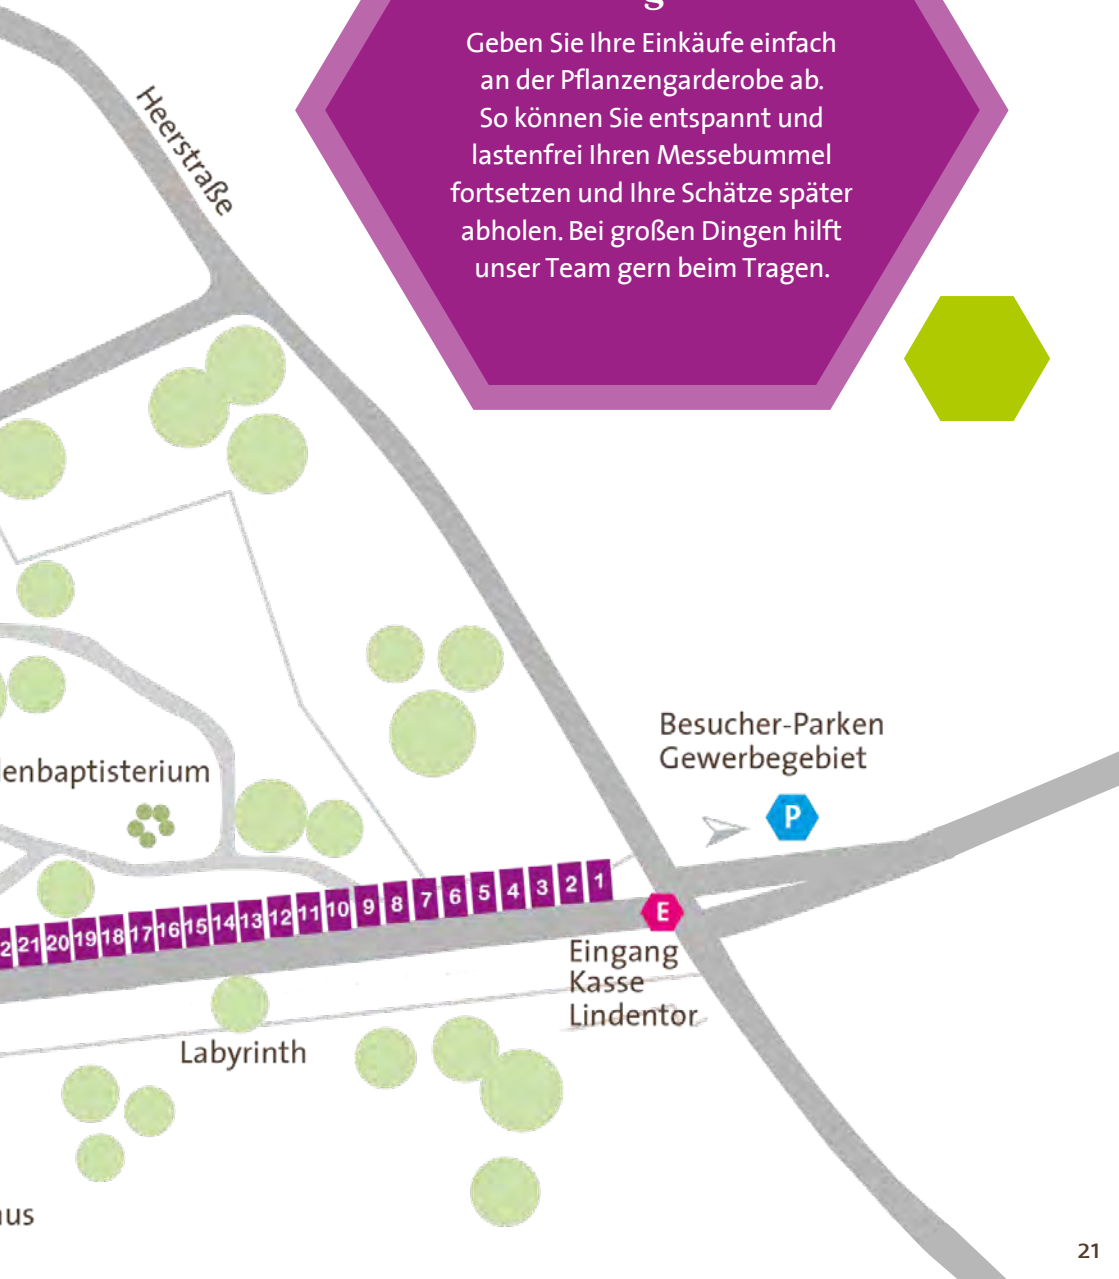 Geben Sie Ihre Einkäufe einfach
an der Pflanzengarderobe ab.
So können Sie entspannt und
lastenfrei Ihren Messebummel
fortsetzen und Ihre Schätze später
abholen. Bei großen Dingen hilft
unser Team gern beim Tragen.
Heerstraße
Besucher-Parken
Gewerbegebiet
P
lenbaptisterium
21 20 19 18 17 16 15 14 13 12 11 10 9 8 7 6 5 4 3 2 1
E
Eingang
Kasse
Lindentor
Labyrinth
us
21